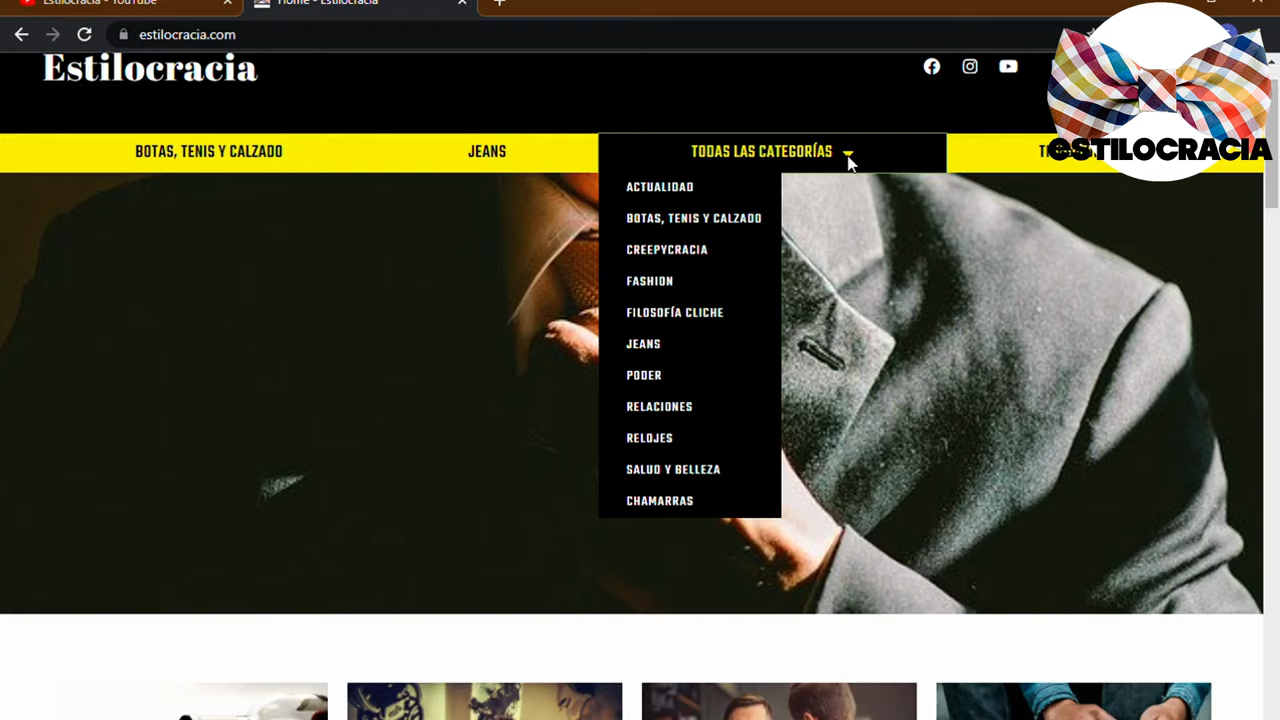 Estilocracia - YouTube
Home - Estilocracia
estilocracia.com
Estilocracia
ESTILOCRACIA
BOTAS, TENIS Y CALZADO
JEANS
TODAS LAS CATEGORÍAS
ACTUALIDAD
BOTAS, TENIS Y CALZADO
CREEPYCRACIA
FASHION
FILOSOFÍA CLICHE
JEANS
PODER
RELACIONES
RELOJES
SALUD Y BELLEZA
CHAMARRAS